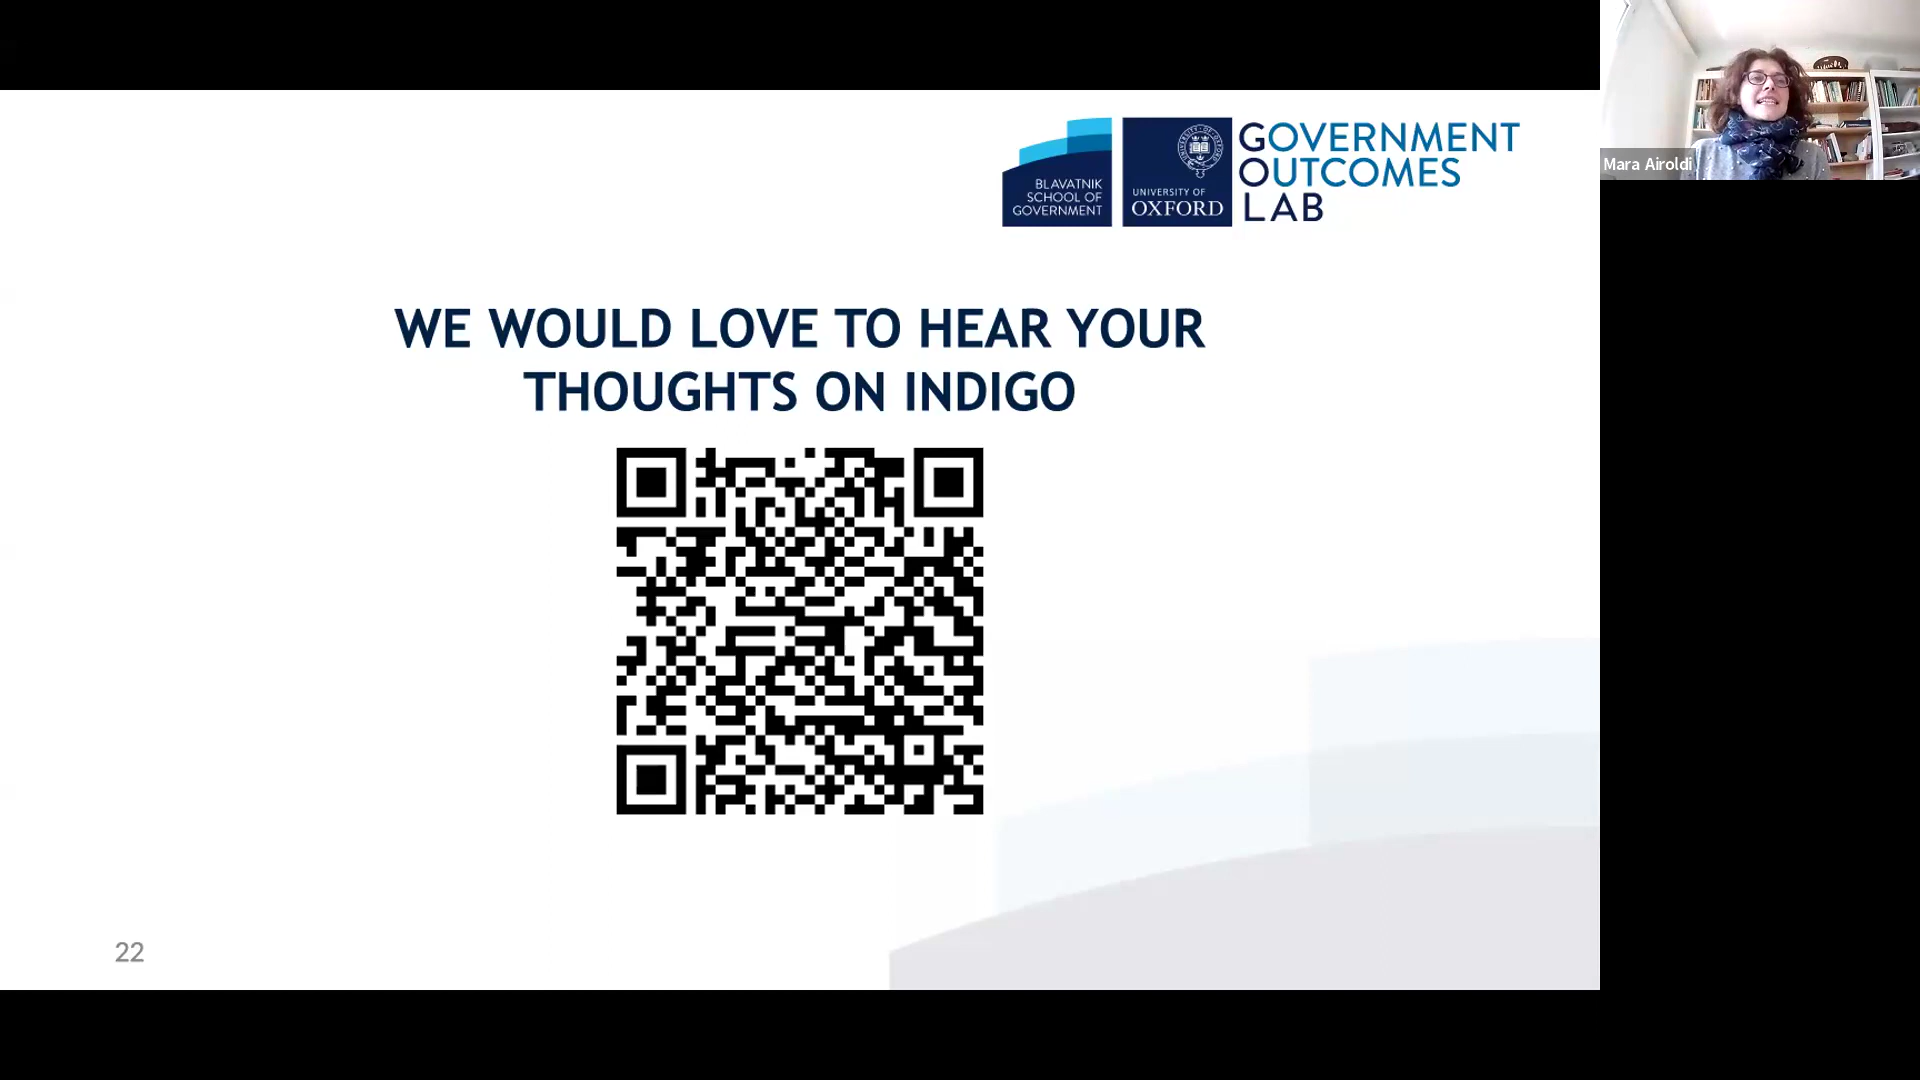 BLAVATNIK
SCHOOL OF
GOVERNMENT
UNIVERSITY OF
OXFORD
GOVERNMENT
OUTCOMES
LAB
Mara Airoldi
WE WOULD LOVE TO HEAR YOUR
THOUGHTS ON INDIGO
22